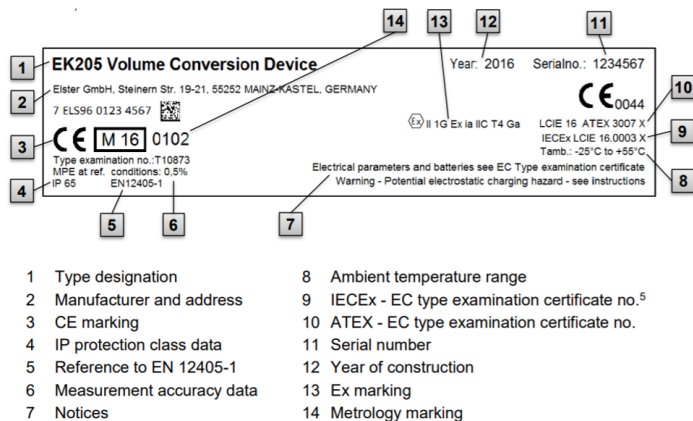 14 13 12 11
1 EK205 Volume Conversion Device Year: 2016 Serialno.: 1234567
2 Elster GmbH, Steinern Str. 19-21, 55252 MAINZ-KASTEL, GERMANY
7 ELS96 0123 4567 CE 0044 10
Ex II 1G Ex ia IIC T4 Ga LCIE 16 ATEX 3007 X
3 CE M 16 0102 IECEx LCIE 16.0003 X 9
Type examination no.:T10873 Tamb.: -25°C to +55°C
MPE at ref. conditions: 0,5% Electrical parameters and batteries see EC Type examination certificate
4 IP 65 EN12405-1 Warning - Potential electrostatic charging hazard - see instructions 8
5 6 7
1 Type designation
2 Manufacturer and address
3 CE marking
4 IP protection class data
5 Reference to EN 12405-1
6 Measurement accuracy data
7 Notices
8 Ambient temperature range
9 IECEx - EC type examination certificate no.5
10 ATEX - EC type examination certificate no.
11 Serial number
12 Year of construction
13 Ex marking
14 Metrology marking